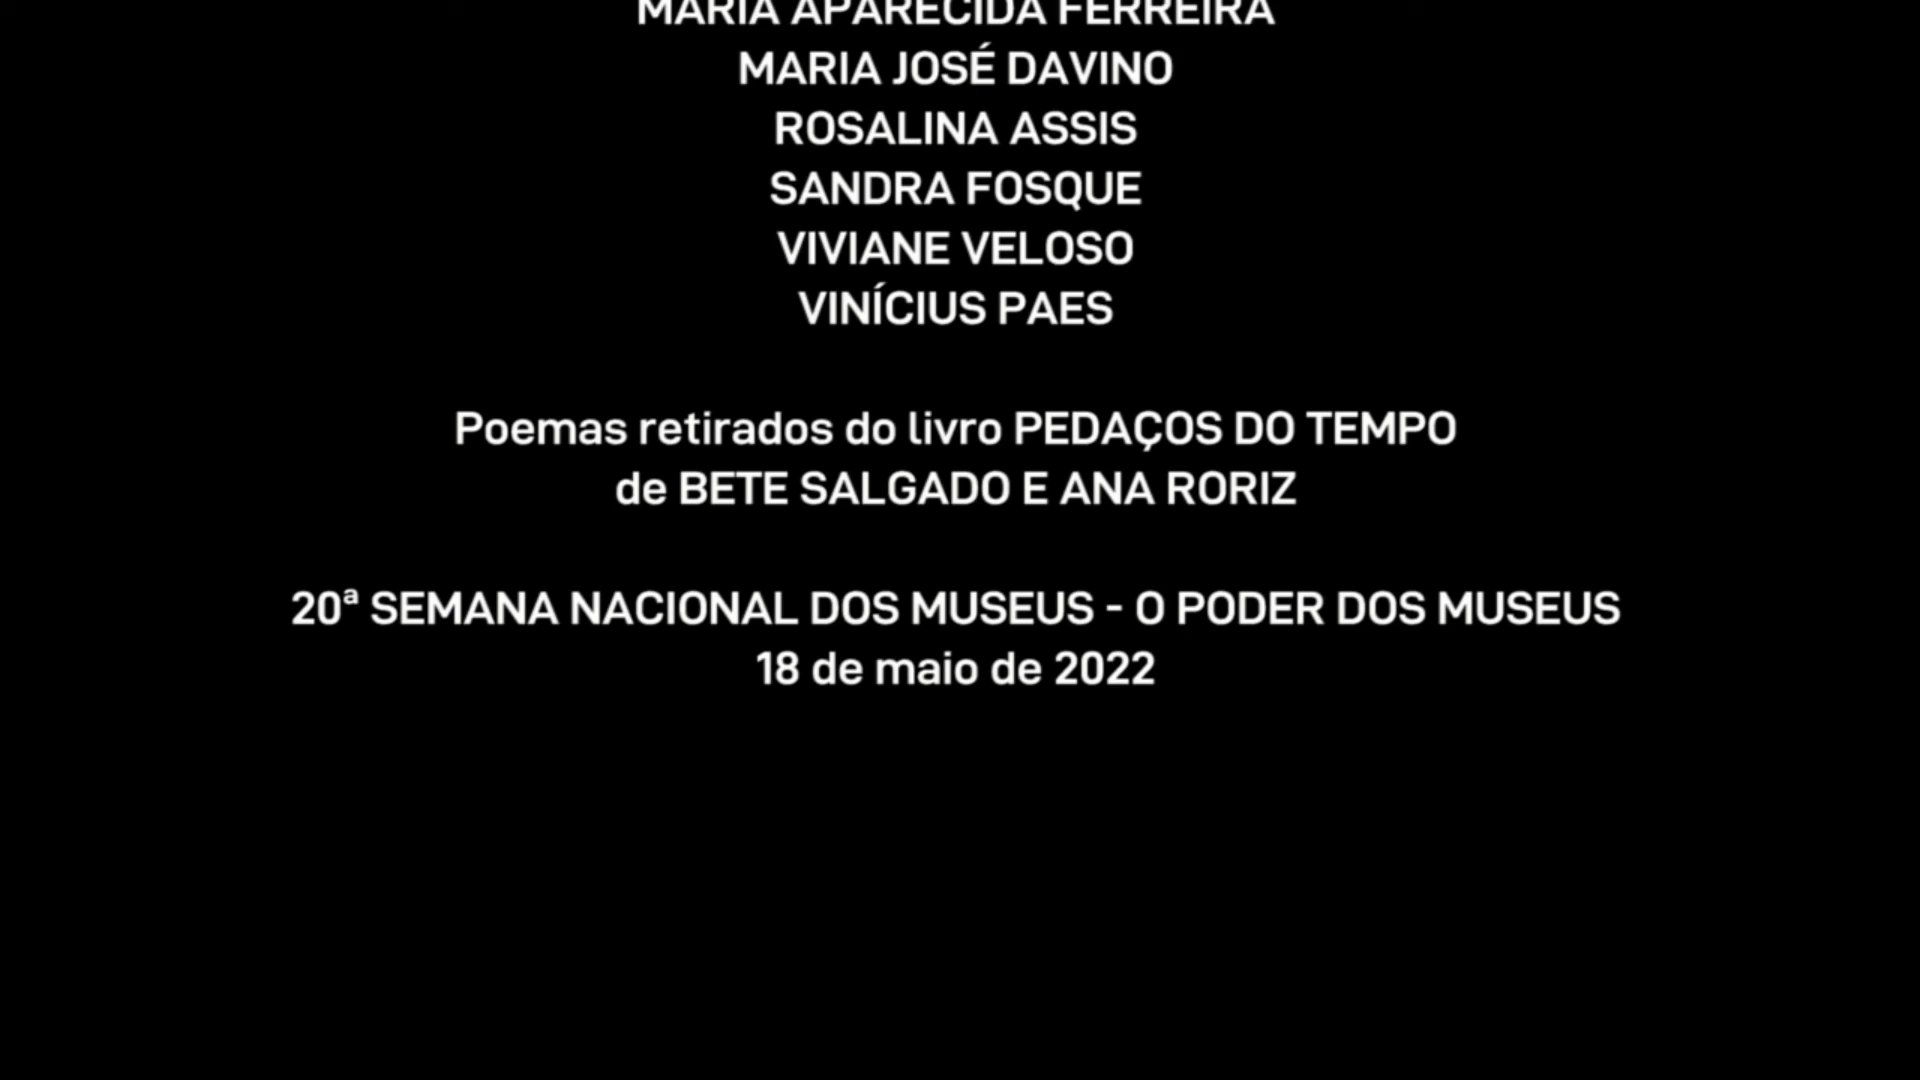 MARIA APARECIDA FERREIRA
MARIA JOSÉ DAVINO
ROSALINA ASSIS
SANDRA FOSQUE
VIVIANE VELOSO
VINÍCIUS PAES
Poemas retirados do livro PEDAÇOS DO TEMPO
de BETE SALGADO E ANA RORIZ
20ª SEMANA NACIONAL DOS MUSEUS - O PODER DOS MUSEUS
18 de maio de 2022